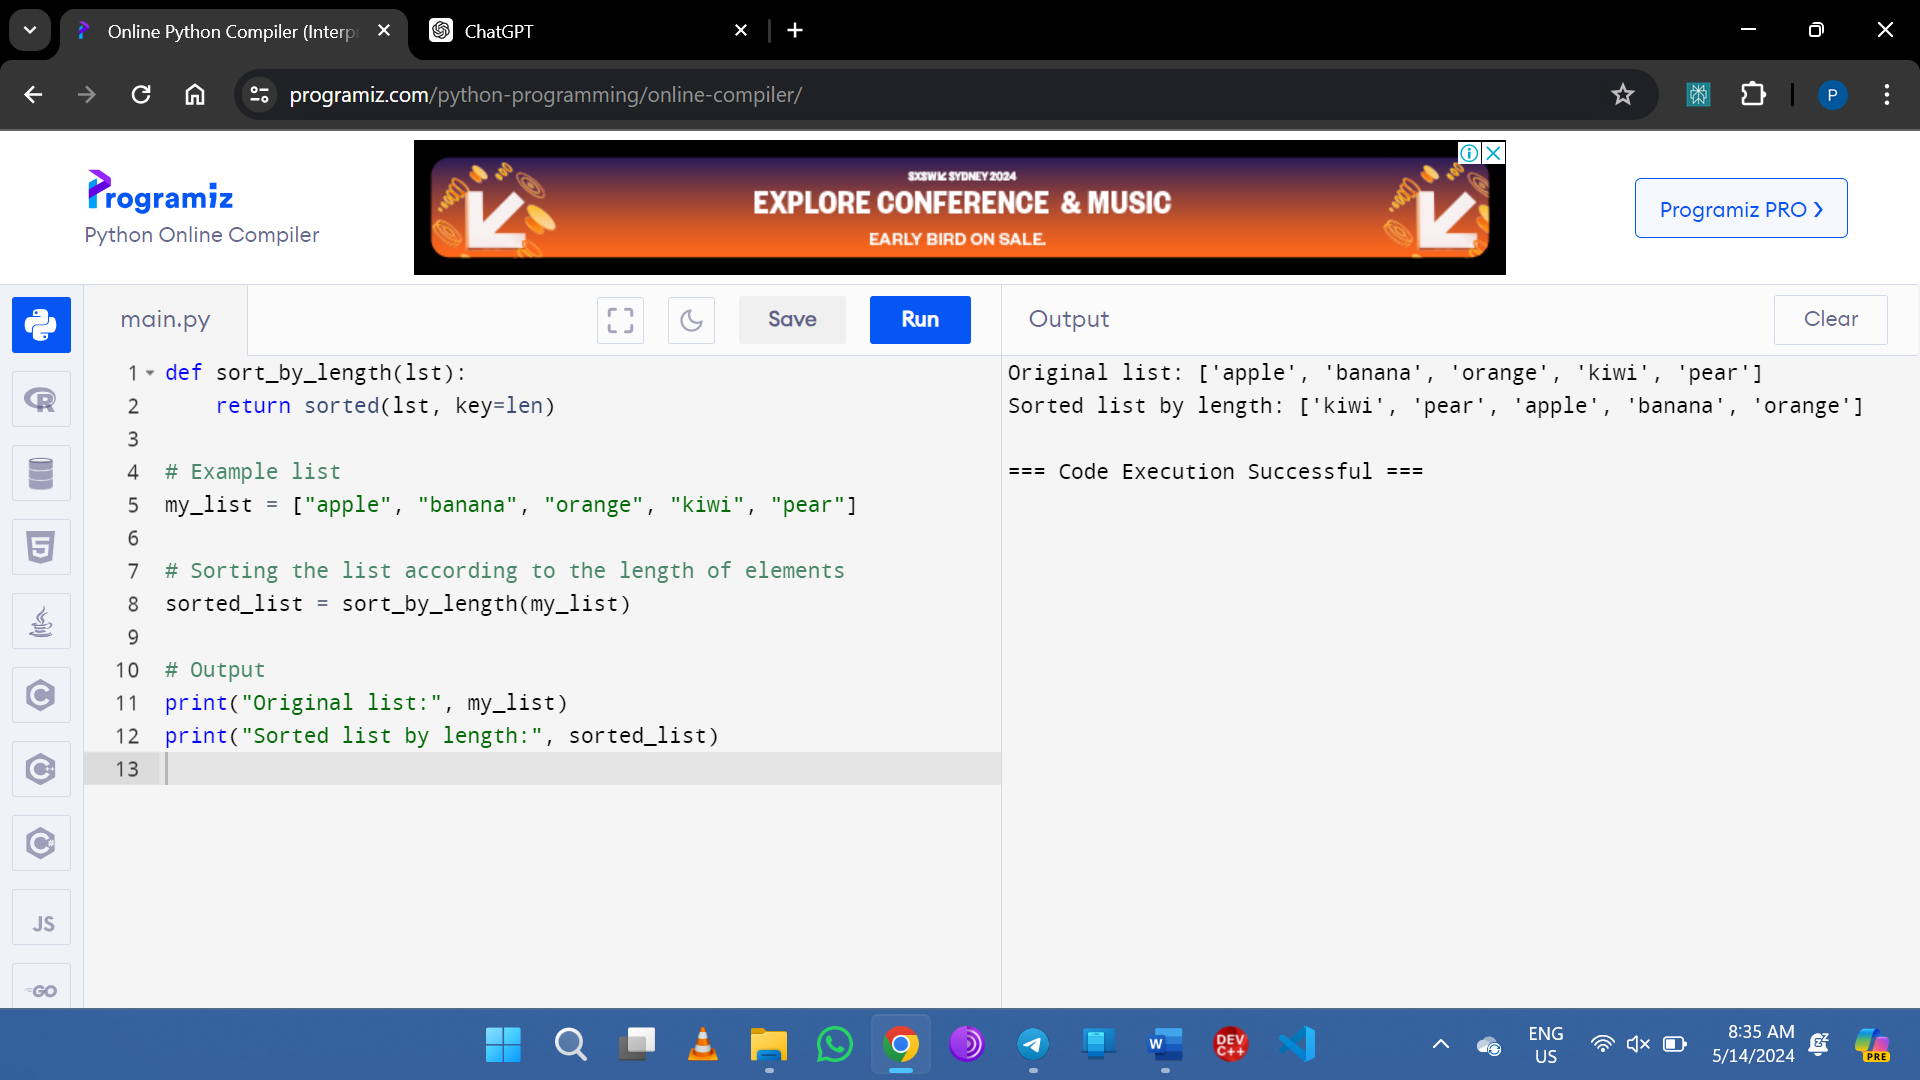 Online Python Compiler (Interp
ChatGPT
programiz.com/python-programming/online-compiler/
P
Programiz
Python Online Compiler
SXSW SYDNEY 2024
EXPLORE CONFERENCE & MUSIC
EARLY BIRD ON SALE.
Programiz PRO
main.py
Save
Run
Output
Clear
1 def sort_by_length(lst):
2     return sorted(lst, key=len)
3
4 # Example list
5 my_list = ["apple", "banana", "orange", "kiwi", "pear"]
6
7 # Sorting the list according to the length of elements
8 sorted_list = sort_by_length(my_list)
9
10 # Output
11 print("Original list:", my_list)
12 print("Sorted list by length:", sorted_list)
13
Original list: ['apple', 'banana', 'orange', 'kiwi', 'pear']
Sorted list by length: ['kiwi', 'pear', 'apple', 'banana', 'orange']
=== Code Execution Successful ===
R
5
C
C++
C#
JS
GO
W
DEV
C++
ENG
US
8:35 AM
5/14/2024
PRE